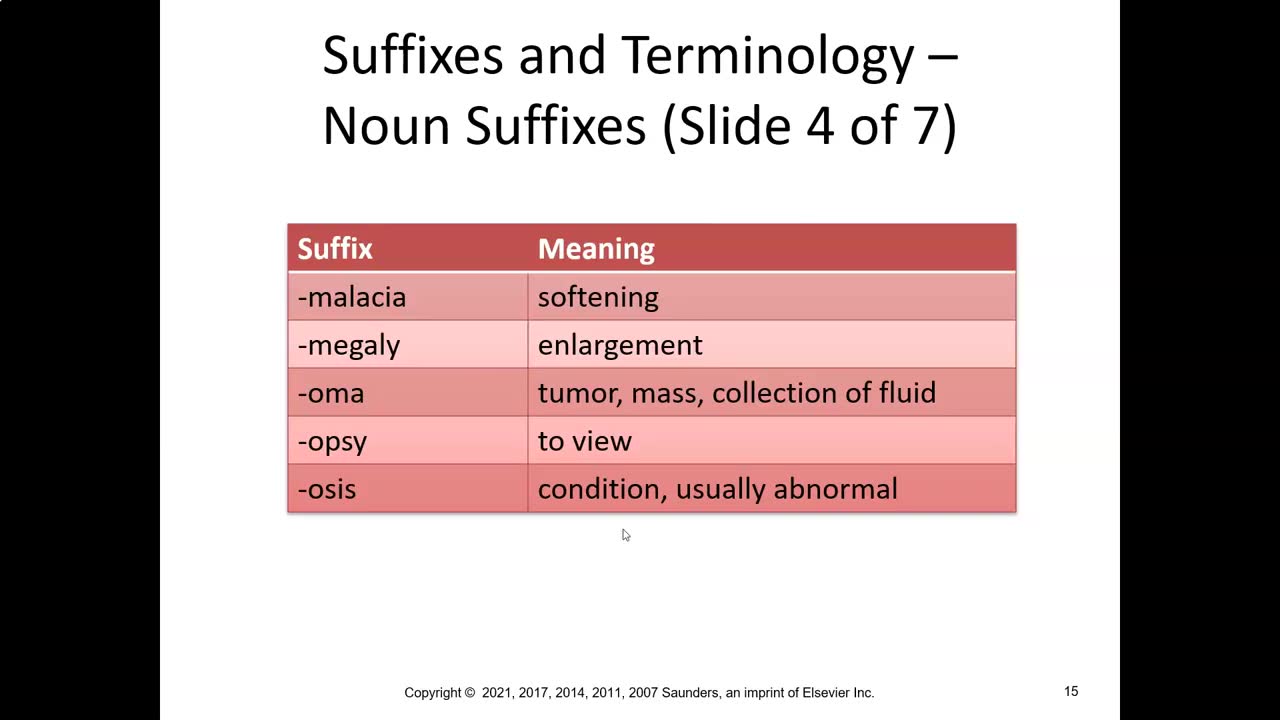 Suffixes and Terminology –
Noun Suffixes (Slide 4 of 7)
Suffix Meaning
-malacia softening
-megaly enlargement
-oma tumor, mass, collection of fluid
-opsy to view
-osis condition, usually abnormal
Copyright © 2021, 2017, 2014, 2011, 2007 Saunders, an imprint of Elsevier Inc. 15